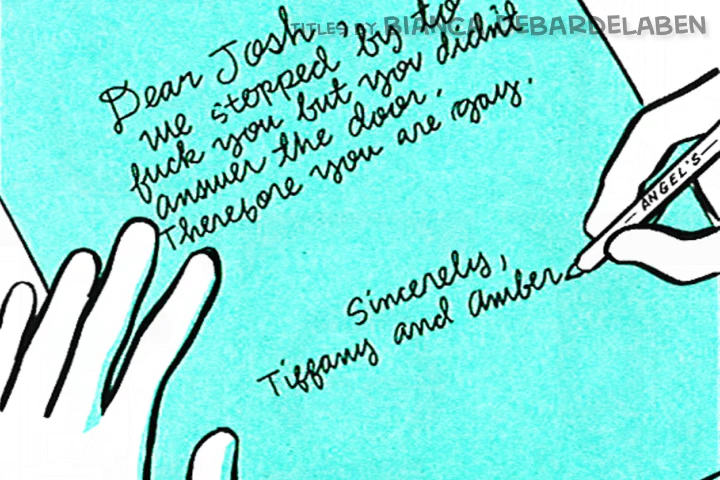 TITLES BY BIANCA DEBARDELABEN
Dear Josh,
we stopped by to
fuck you but you didn't
answer the door.
Therefore you are gay.
Sincerely,
Tiffany and Amber
ANGEL'S